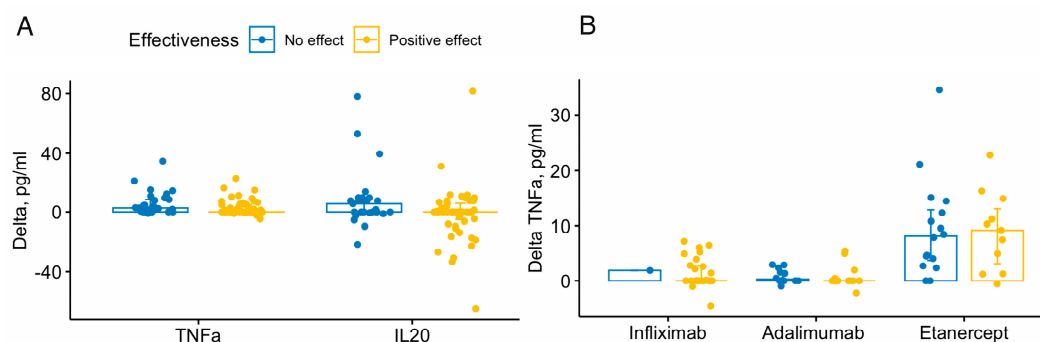 A
Effectiveness No effect Positive effect
Delta, pg/ml
80
40
0
-40
TNFa IL20
B
Delta TNFa, pg/ml
30
20
10
0
Infliximab Adalimumab Etanercept